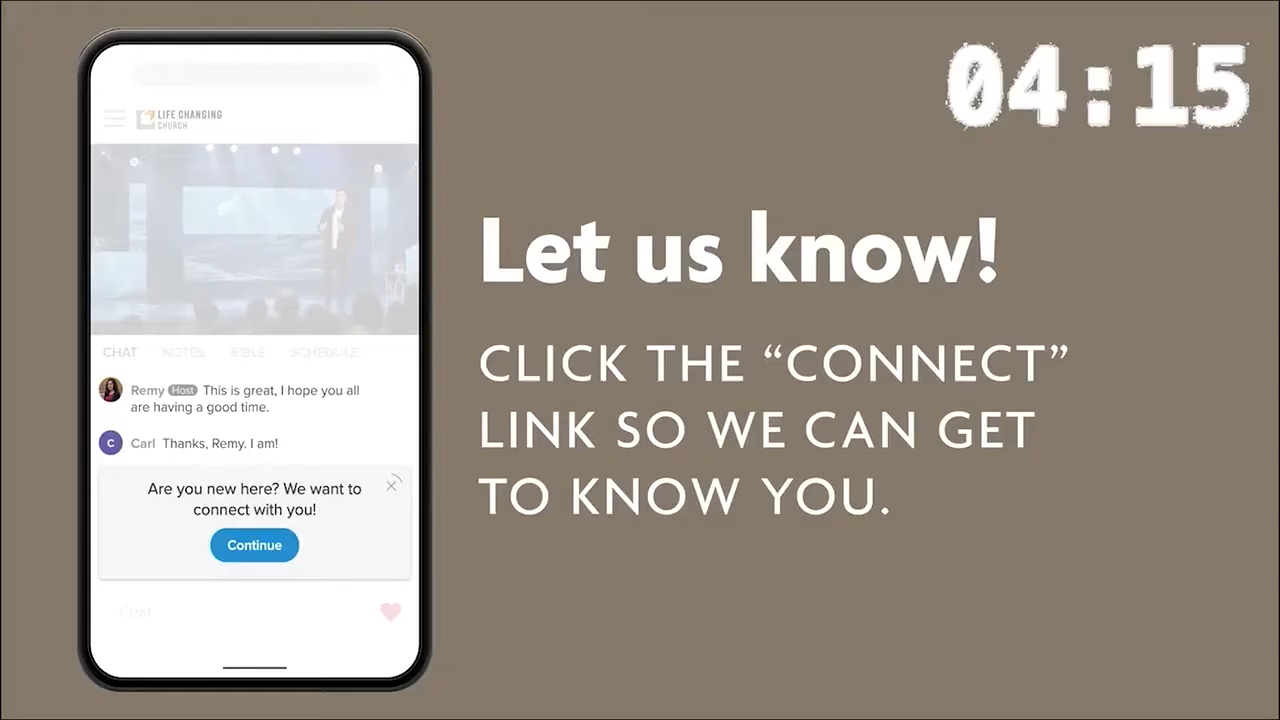 04:15
LIFE CHANGING
CHURCH
CHAT NOTES BIBLE SCHEDULE
Remy Host This is great, I hope you all
are having a good time.
C Carl Thanks, Remy. I am!
Are you new here? We want to
connect with you!
Continue
Let us know!
CLICK THE “CONNECT”
LINK SO WE CAN GET
TO KNOW YOU.